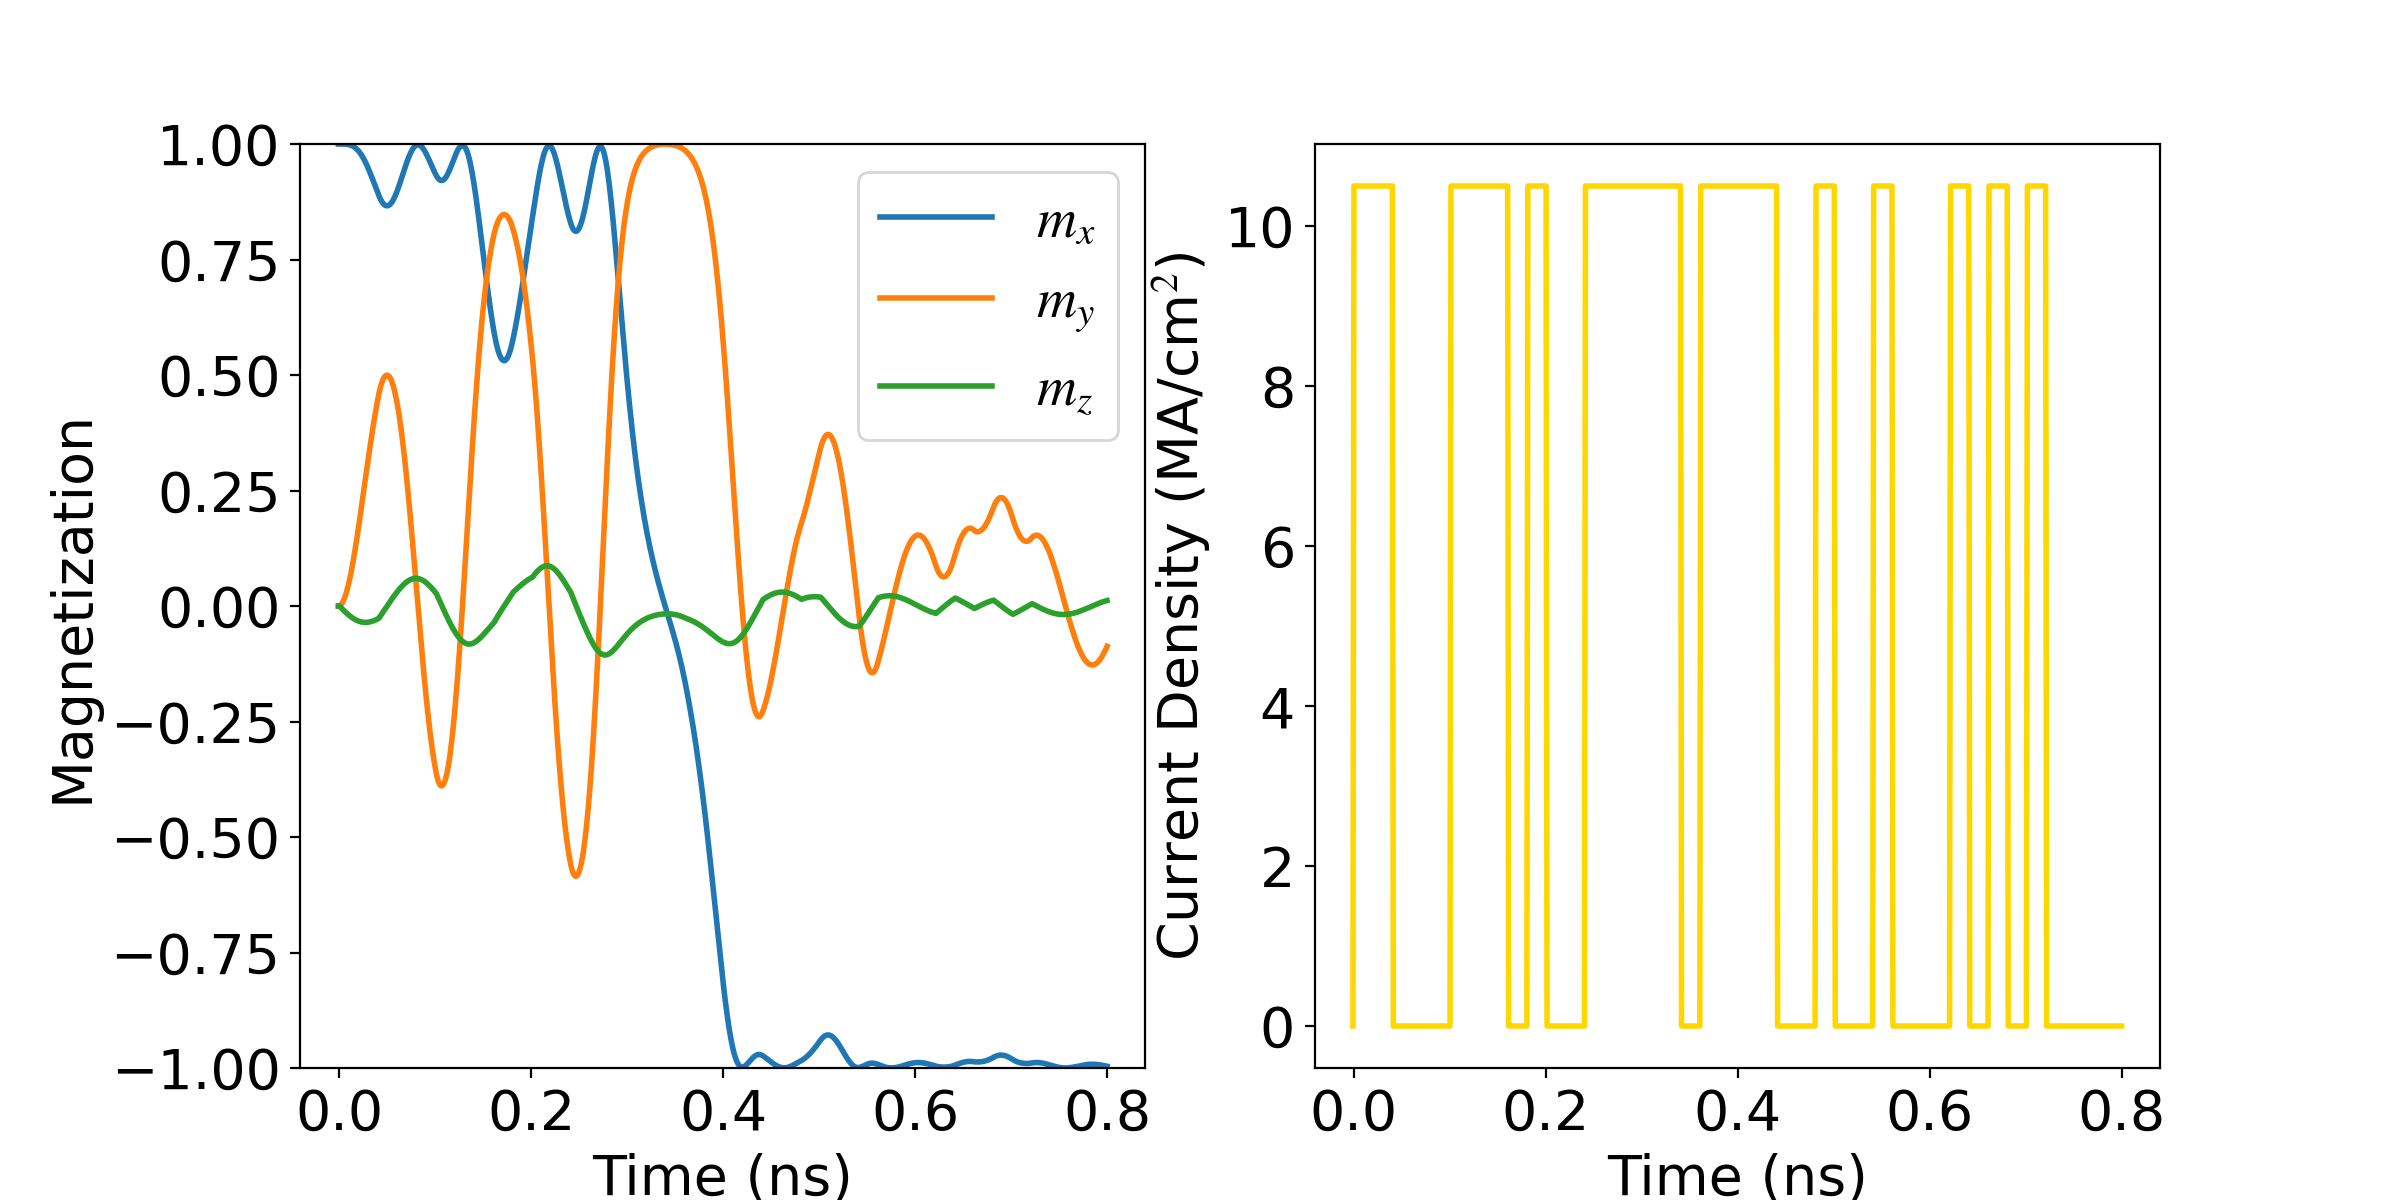 Magnetization
1.00
0.75
0.50
0.25
0.00
−0.25
−0.50
−0.75
−1.00
0.0 0.2 0.4 0.6 0.8
Time (ns)
m_x
m_y
m_z
Current Density (MA/cm²)
10
8
6
4
2
0
0.0 0.2 0.4 0.6 0.8
Time (ns)